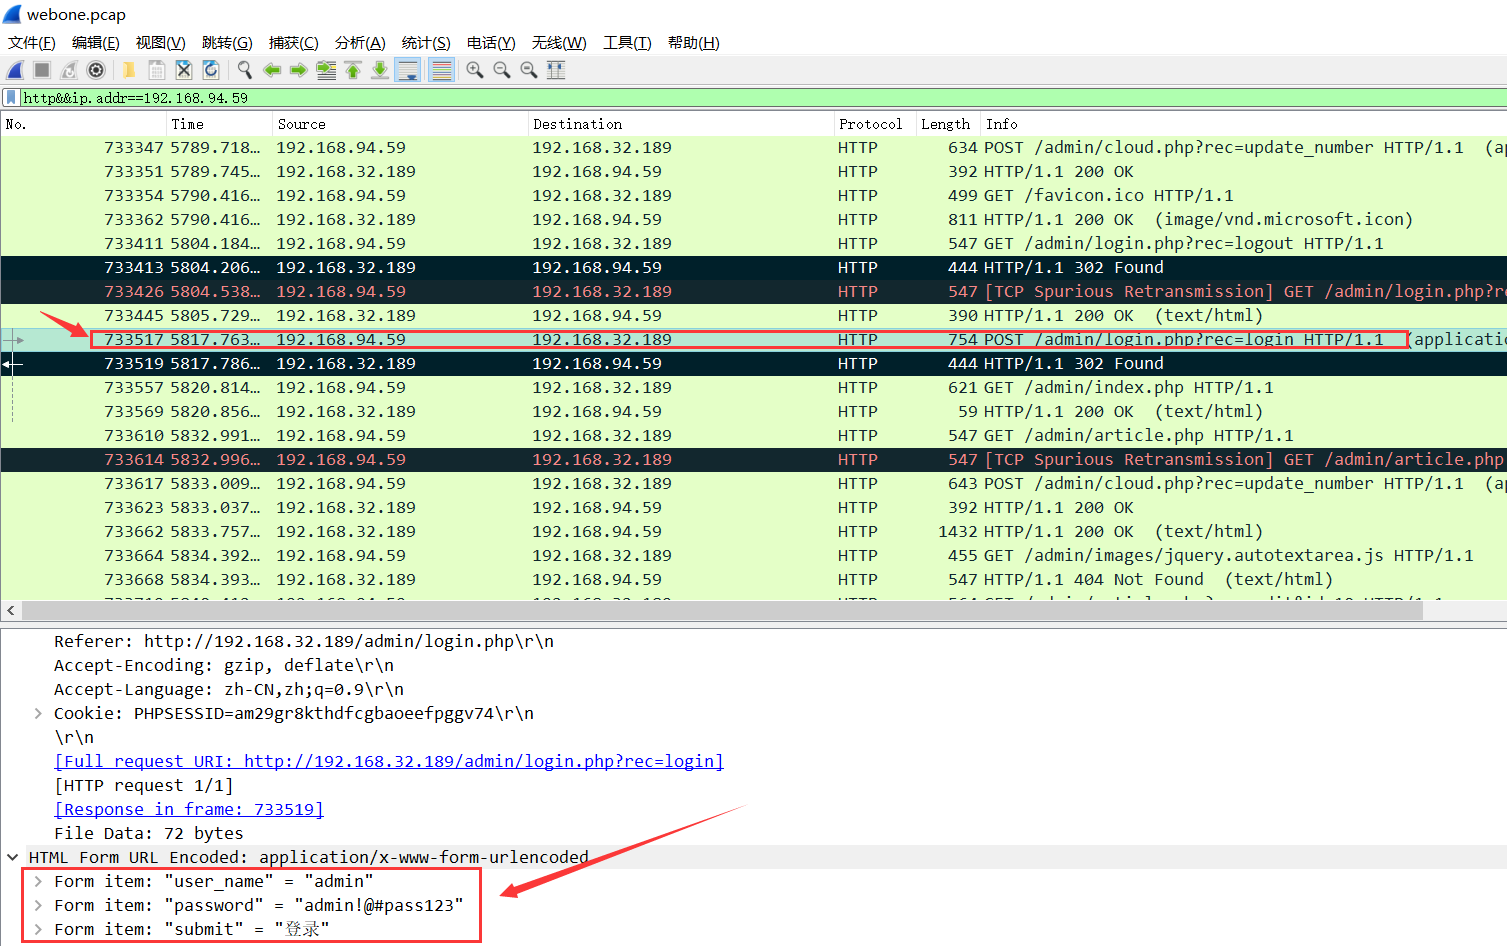 webone.pcap
文件(F) 编辑(E) 视图(V) 跳转(G) 捕获(C) 分析(A) 统计(S) 电话(Y) 无线(W) 工具(T) 帮助(H)
http&&ip.addr==192.168.94.59
No. Time Source Destination Protocol Length Info
733347 5789.718… 192.168.94.59 192.168.32.189 HTTP 634 POST /admin/cloud.php?rec=update_number HTTP/1.1 (ap
733351 5789.745… 192.168.32.189 192.168.94.59 HTTP 392 HTTP/1.1 200 OK
733354 5790.416… 192.168.94.59 192.168.32.189 HTTP 499 GET /favicon.ico HTTP/1.1
733362 5790.416… 192.168.32.189 192.168.94.59 HTTP 811 HTTP/1.1 200 OK (image/vnd.microsoft.icon)
733411 5804.184… 192.168.94.59 192.168.32.189 HTTP 547 GET /admin/login.php?rec=logout HTTP/1.1
733413 5804.206… 192.168.32.189 192.168.94.59 HTTP 444 HTTP/1.1 302 Found
733426 5804.538… 192.168.94.59 192.168.32.189 HTTP 547 [TCP Spurious Retransmission] GET /admin/login.php?re
733445 5805.729… 192.168.32.189 192.168.94.59 HTTP 390 HTTP/1.1 200 OK (text/html)
733517 5817.763… 192.168.94.59 192.168.32.189 HTTP 754 POST /admin/login.php?rec=login HTTP/1.1 (applicatio
733519 5817.786… 192.168.32.189 192.168.94.59 HTTP 444 HTTP/1.1 302 Found
733557 5820.814… 192.168.94.59 192.168.32.189 HTTP 621 GET /admin/index.php HTTP/1.1
733569 5820.856… 192.168.32.189 192.168.94.59 HTTP 59 HTTP/1.1 200 OK (text/html)
733610 5832.991… 192.168.94.59 192.168.32.189 HTTP 547 GET /admin/article.php HTTP/1.1
733614 5832.996… 192.168.94.59 192.168.32.189 HTTP 547 [TCP Spurious Retransmission] GET /admin/article.php
733617 5833.009… 192.168.94.59 192.168.32.189 HTTP 643 POST /admin/cloud.php?rec=update_number HTTP/1.1 (ap
733623 5833.037… 192.168.32.189 192.168.94.59 HTTP 392 HTTP/1.1 200 OK
733662 5833.757… 192.168.32.189 192.168.94.59 HTTP 1432 HTTP/1.1 200 OK (text/html)
733664 5834.392… 192.168.94.59 192.168.32.189 HTTP 455 GET /admin/images/jquery.autotextarea.js HTTP/1.1
733668 5834.393… 192.168.32.189 192.168.94.59 HTTP 547 HTTP/1.1 404 Not Found (text/html)
Referer: http://192.168.32.189/admin/login.php\r\n
Accept-Encoding: gzip, deflate\r\n
Accept-Language: zh-CN,zh;q=0.9\r\n
Cookie: PHPSESSID=am29gr8kthdfcgbaoeefpggv74\r\n
\r\n
[Full request URI: http://192.168.32.189/admin/login.php?rec=login]
[HTTP request 1/1]
[Response in frame: 733519]
File Data: 72 bytes
HTML Form URL Encoded: application/x-www-form-urlencoded
Form item: "user_name" = "admin"
Form item: "password" = "admin!@#pass123"
Form item: "submit" = "登录"